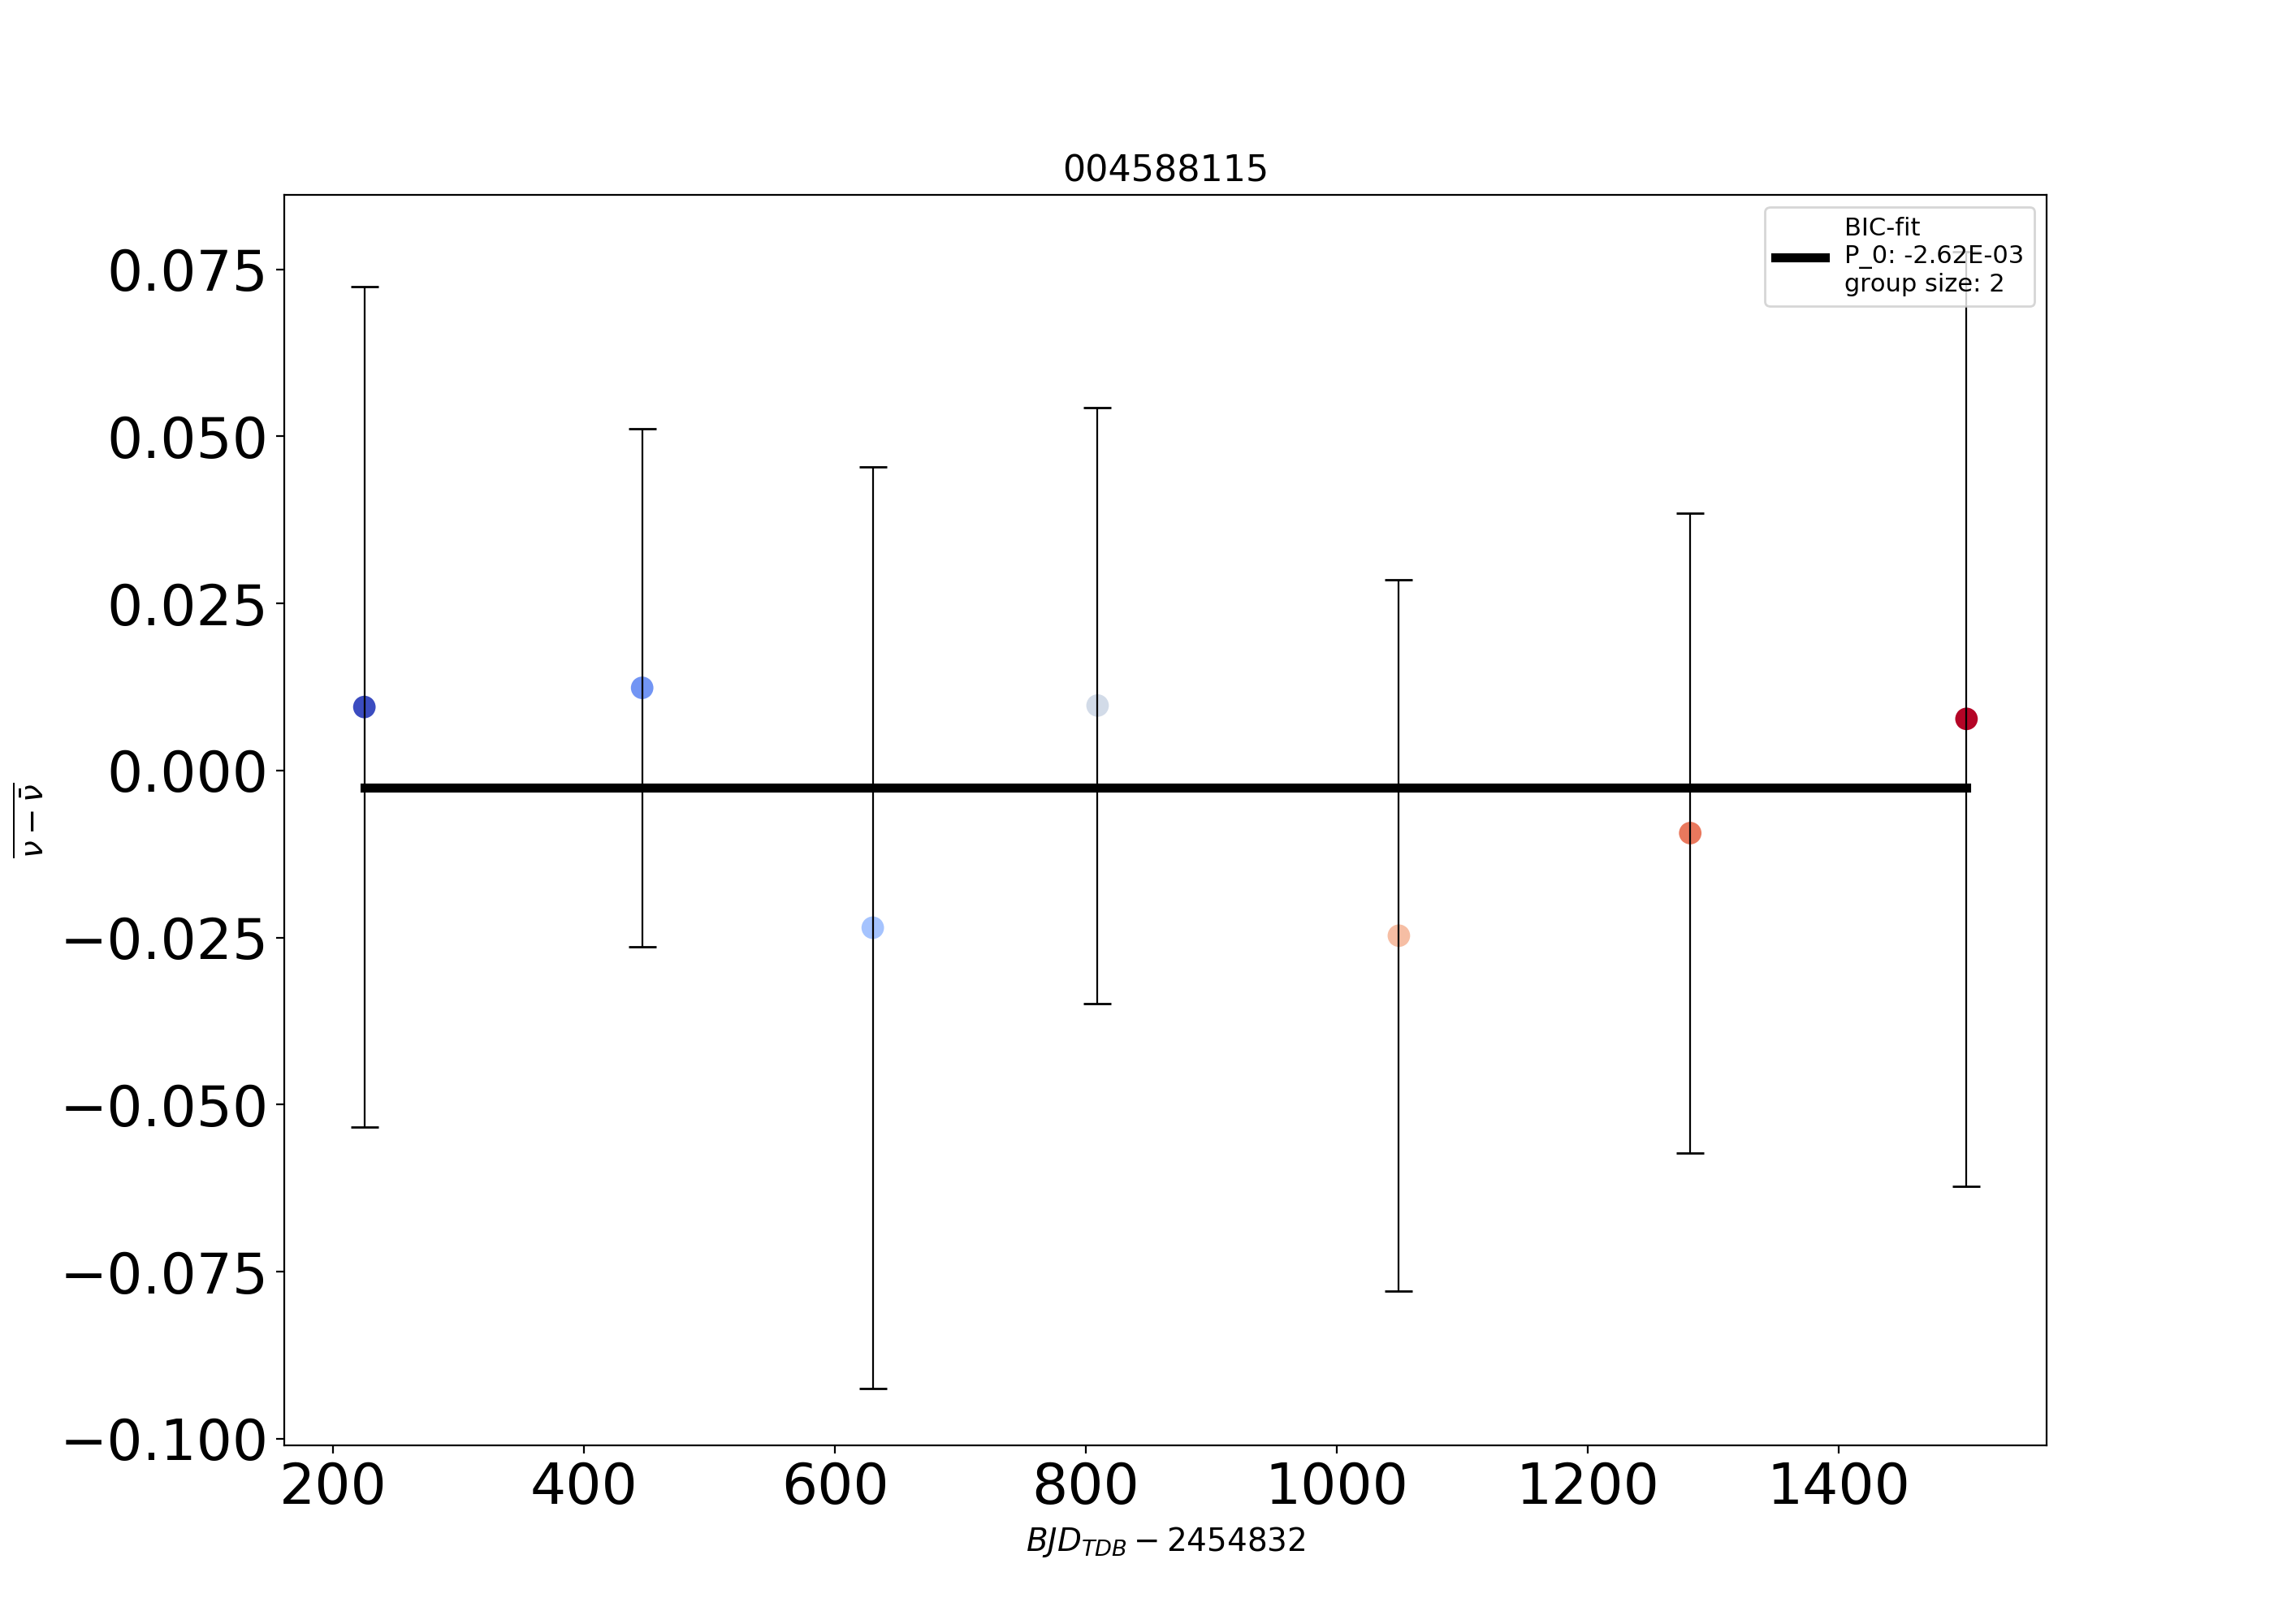 004588115
BIC-fit
P_0: -2.62E-03
group size: 2
0.075
0.050
0.025
0.000
−0.025
−0.050
−0.075
−0.100
ν − ν̄
200 400 600 800 1000 1200 1400
BJD_TDB − 2454832